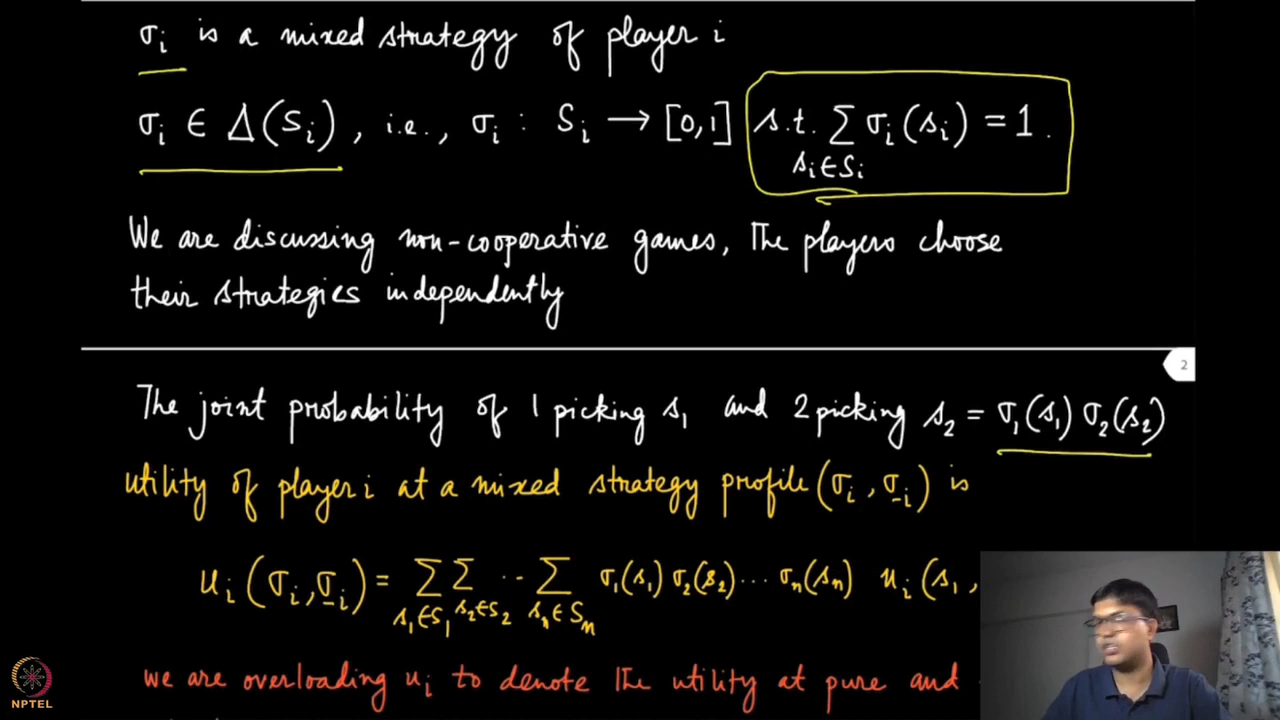 σi is a mixed strategy of player i
σi ∈ Δ(Si), i.e., σi : Si → [0,1] s.t. ∑ σi(si) = 1.
si∈Si
We are discussing non-cooperative games, The players choose
their strategies independently
2
The joint probability of 1 picking s1 and 2 picking s2 = σ1(s1) σ2(s2)
utility of player i at a mixed strategy profile (σi, σ-i) is
ui(σi, σ-i) = ∑ ∑ ... ∑ σ1(s1) σ2(s2) ... σn(sn) ui(s1,
s1∈S1 s2∈S2 sn∈Sn
we are overloading ui to denote the utility at pure and
NPTEL